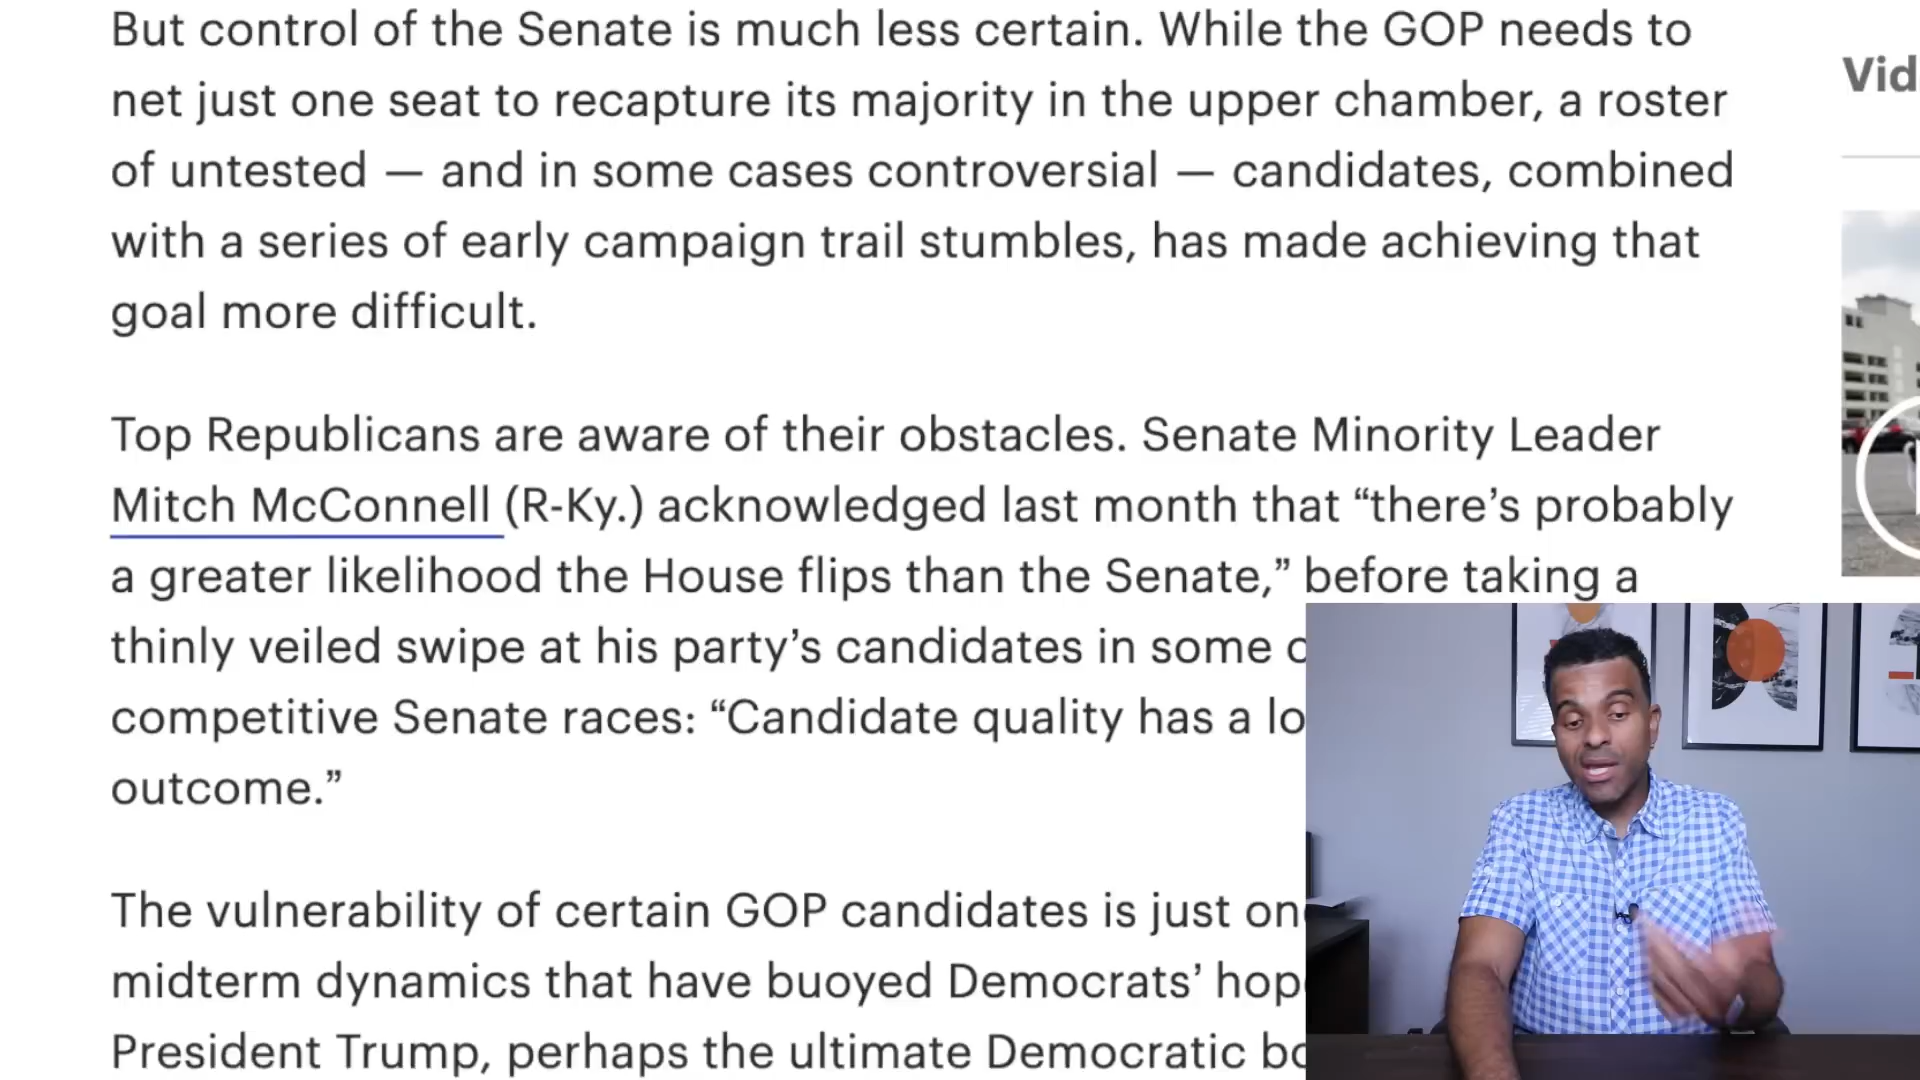 But control of the Senate is much less certain. While the GOP needs to
net just one seat to recapture its majority in the upper chamber, a roster
of untested — and in some cases controversial — candidates, combined
with a series of early campaign trail stumbles, has made achieving that
goal more difficult.
Top Republicans are aware of their obstacles. Senate Minority Leader
Mitch McConnell (R-Ky.) acknowledged last month that “there’s probably
a greater likelihood the House flips than the Senate,” before taking a
thinly veiled swipe at his party’s candidates in some
competitive Senate races: “Candidate quality has a
outcome.”
The vulnerability of certain GOP candidates is just
midterm dynamics that have buoyed Democrats’
President Trump, perhaps the ultimate Democratic